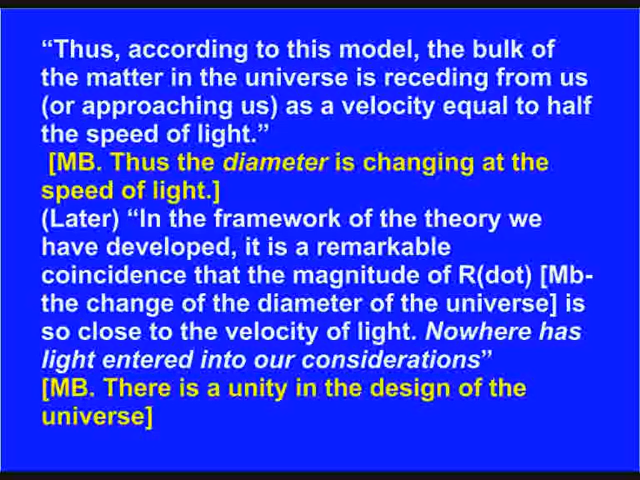 “Thus, according to this model, the bulk of
the matter in the universe is receding from us
(or approaching us) as a velocity equal to half
the speed of light.”
[MB. Thus the diameter is changing at the
speed of light.]
(Later) “In the framework of the theory we
have developed, it is a remarkable
coincidence that the magnitude of R(dot) [Mb-
the change of the diameter of the universe] is
so close to the velocity of light. Nowhere has
light entered into our considerations”
[MB. There is a unity in the design of the
universe]